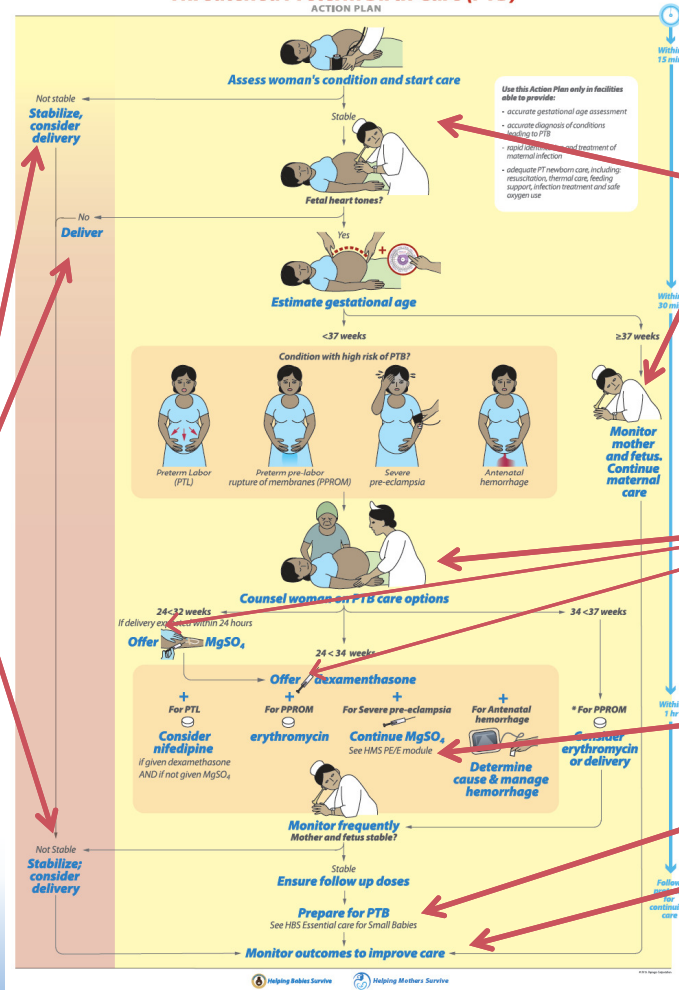 ACTION PLAN
Within
15 min
Assess woman's condition and start care
Use this Action Plan only in facilities
able to provide:
- accurate gestational age assessment
- accurate diagnosis of conditions
leading to PTB
- rapid identification and treatment of
maternal infection
- adequate PT newborn care, including:
resuscitation, thermal care, feeding
support, infection treatment and safe
oxygen use
Not stable
Stabilize,
consider
delivery
Stable
Fetal heart tones?
No
Deliver
Yes
+
Estimate gestational age
Within
30 min
<37 weeks
≥37 weeks
Condition with high risk of PTB?
Preterm Labor
(PTL)
Preterm pre-labor
rupture of membranes (PPROM)
Severe
pre-eclampsia
Antenatal
hemorrhage
Monitor
mother
and fetus.
Continue
maternal
care
Counsel woman on PTB care options
24<32 weeks
If delivery expected within 24 hours
Offer MgSO4
24 < 34 weeks
34 <37 weeks
Offer dexamenthasone
+
For PTL
Consider
nifedipine
if given dexamethasone
AND if not given MgSO4
+
For PPROM
erythromycin
+
For Severe pre-eclampsia
Continue MgSO4
See HMS PE/E module
+
For Antenatal
hemorrhage
Determine
cause & manage
hemorrhage
* For PPROM
Consider
erythromycin
or delivery
Within
1 hr
Monitor frequently
Mother and fetus stable?
Not Stable
Stabilize;
consider
delivery
Stable
Ensure follow up doses
Prepare for PTB
See HBS Essential care for Small Babies
Monitor outcomes to improve care
for
continuing
care
Helping Babies Survive
Helping Mothers Survive